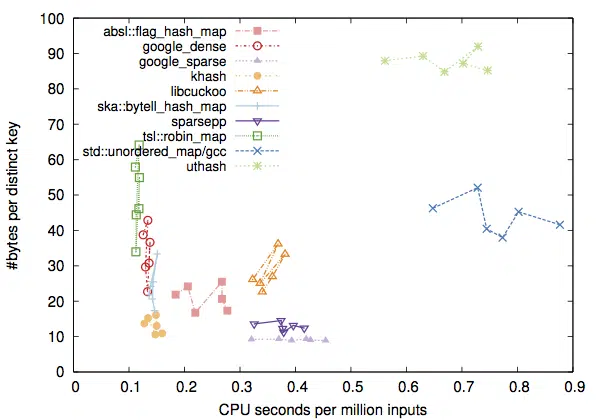 100
90
80
70
60
50
40
30
20
10
0
#bytes per distinct key
absl::flag_hash_map
google_dense
google_sparse
khash
libcuckoo
ska::bytell_hash_map
sparsepp
tsl::robin_map
std::unordered_map/gcc
uthash
0 0.1 0.2 0.3 0.4 0.5 0.6 0.7 0.8 0.9
CPU seconds per million inputs